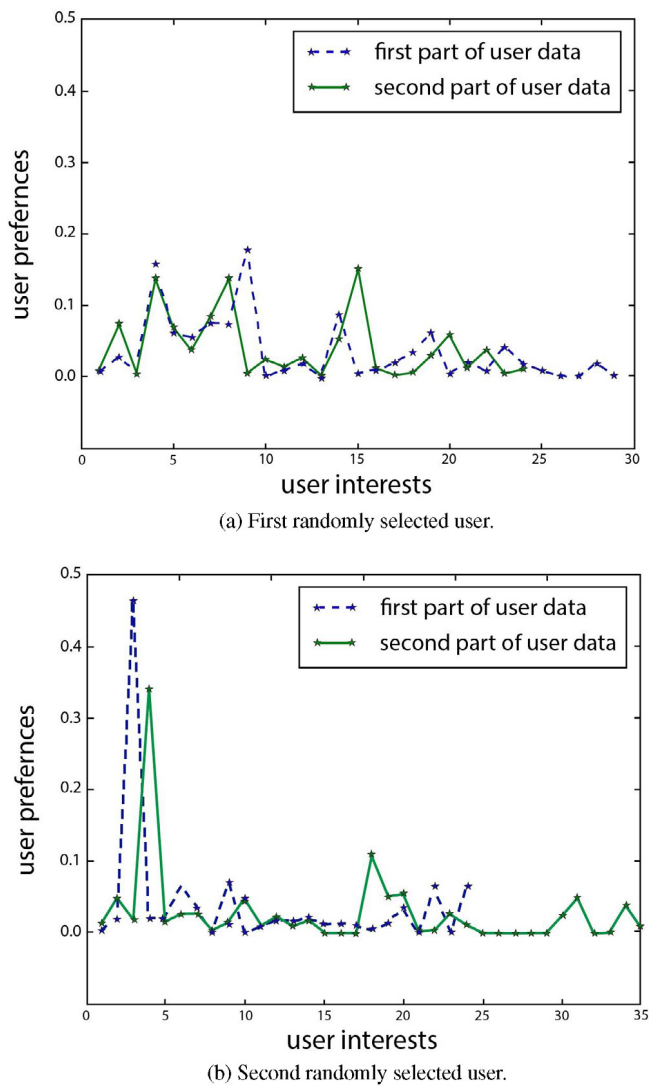 0.5
first part of user data
second part of user data
0.4
0.3
0.2
0.1
0.0
user prefernces
0 5 10 15 20 25 30
user interests
(a) First randomly selected user.
0.5
first part of user data
second part of user data
0.4
0.3
0.2
0.1
0.0
user prefernces
0 5 10 15 20 25 30 35
user interests
(b) Second randomly selected user.